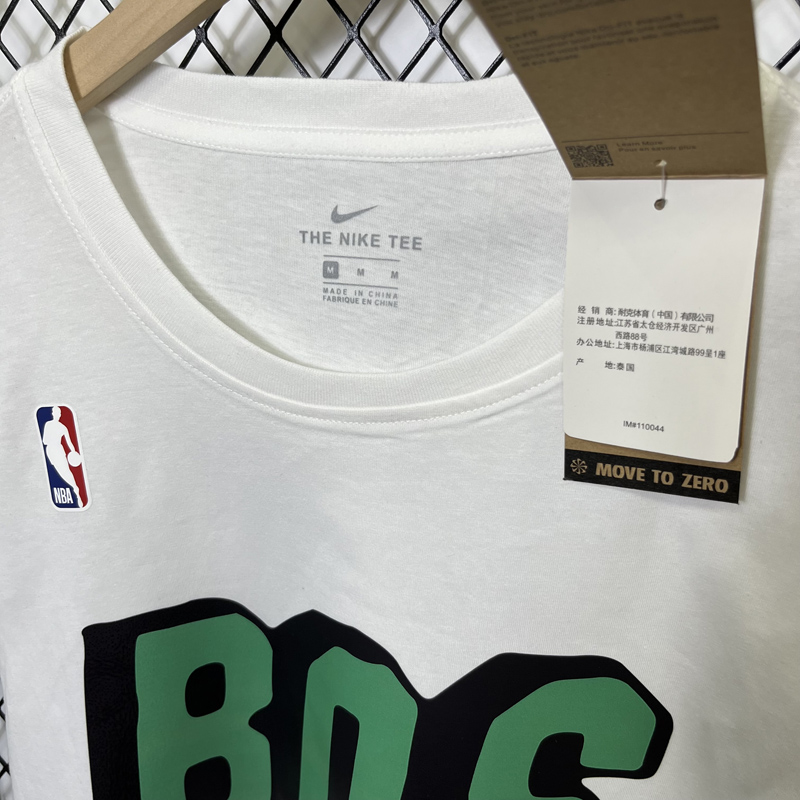 Learn More
THE NIKE TEE
M M M
MADE IN CHINA
FABRIQUE EN CHINE
经销商:耐克体育(中国)有限公司
注册地址:江苏省太仓经济开发区广州
西路88号
办公地址:上海市杨浦区江湾城路99呈1座
产地:泰国
IM#110044
MOVE TO ZERO
NBA
BOS